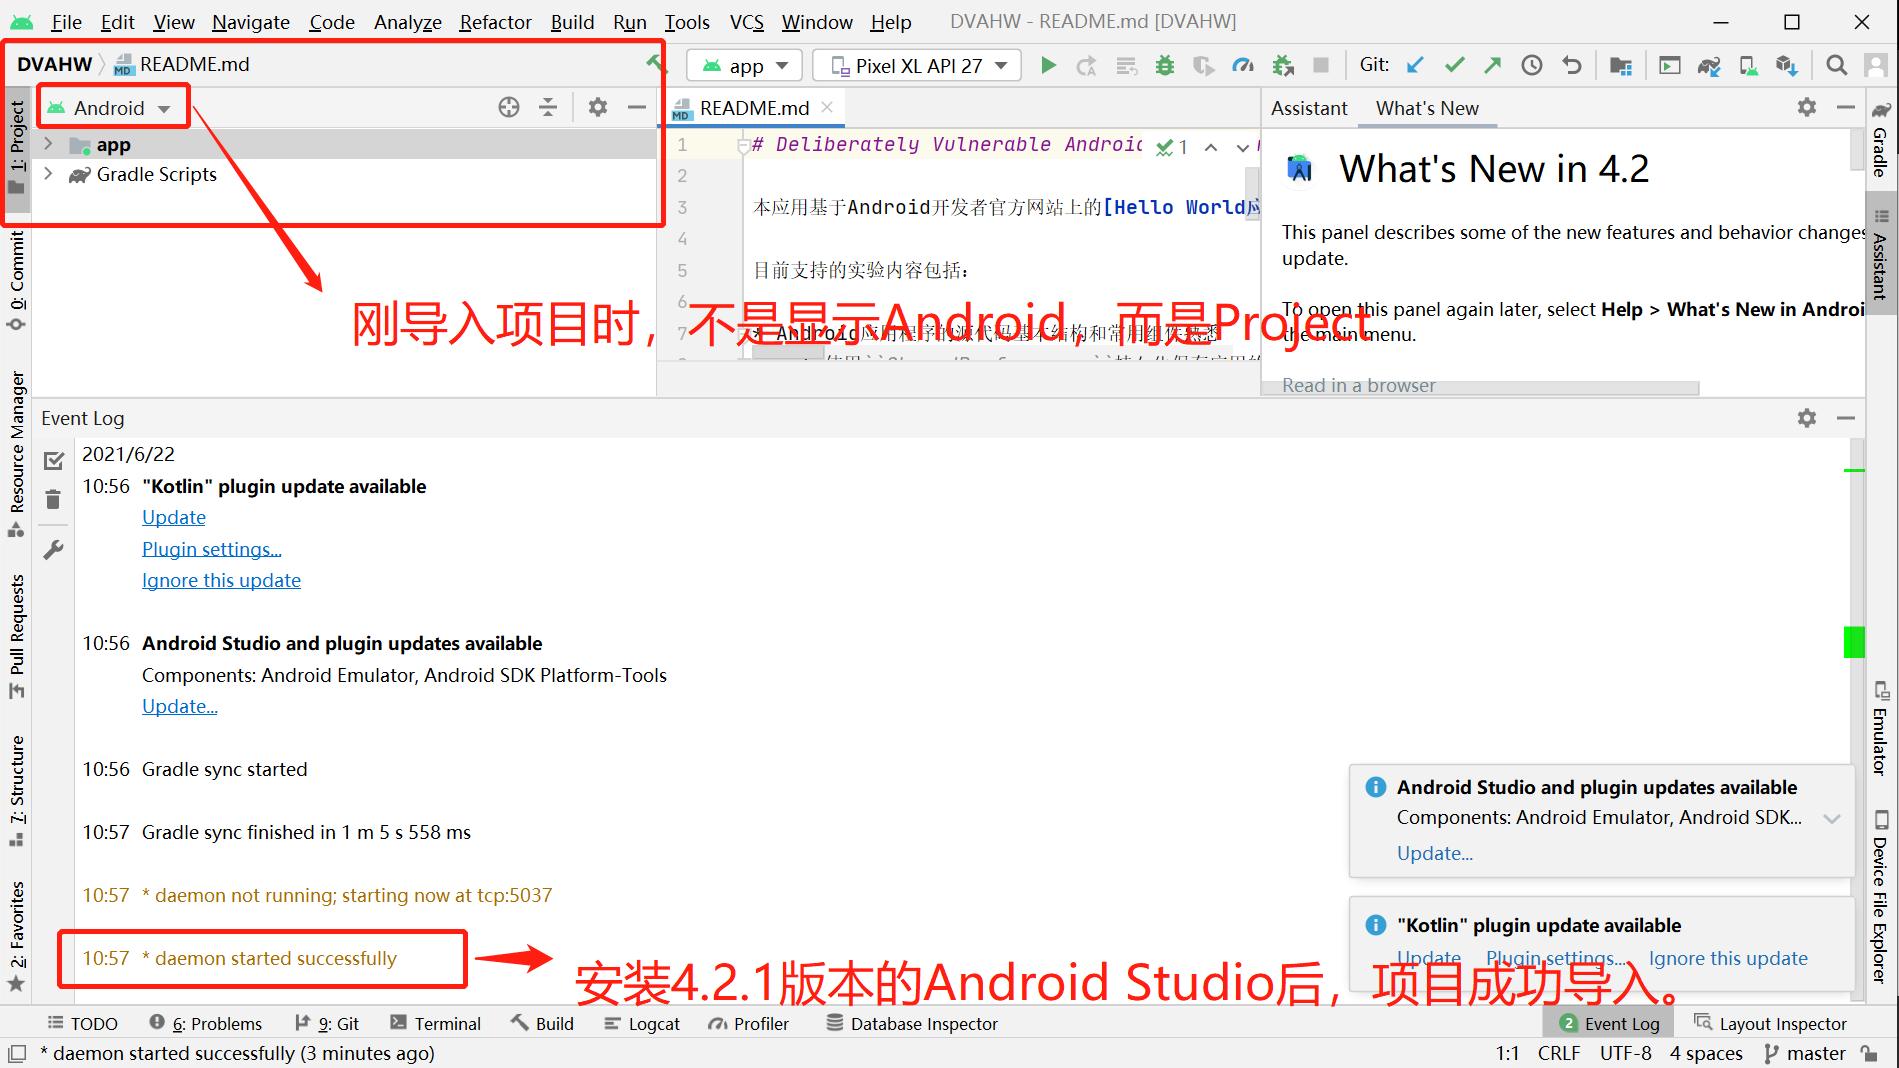 File Edit View Navigate Code Analyze Refactor Build Run Tools VCS Window Help DVAHW - README.md [DVAHW]
DVAHW README.md app Pixel XL API 27 Git:
Android
README.md
Assistant What's New
1: Project
app
Gradle Scripts
0: Commit
Resource Manager
Pull Requests
7: Structure
2: Favorites
1 # Deliberately Vulnerable Android 1
2
3 本应用基于Android开发者官方网站上的[Hello World应
4
5 目前支持的实验内容包括：
6
7 * Android应用程序的源代码基本结构和常用组件熟悉
What's New in 4.2
This panel describes some of the new features and behavior changes
update.
To open this panel again later, select Help > What's New in Androi
the main menu.
Read in a browser
Gradle
Assistant
Emulator
Device File Explorer
刚导入项目时，不是显示Android，而是Project
Event Log
2021/6/22
10:56 "Kotlin" plugin update available
Update
Plugin settings...
Ignore this update
10:56 Android Studio and plugin updates available
Components: Android Emulator, Android SDK Platform-Tools
Update...
10:56 Gradle sync started
10:57 Gradle sync finished in 1 m 5 s 558 ms
10:57 * daemon not running; starting now at tcp:5037
10:57 * daemon started successfully
Android Studio and plugin updates available
Components: Android Emulator, Android SDK...
Update...
"Kotlin" plugin update available
Update Plugin settings... Ignore this update
安装4.2.1版本的Android Studio后，项目成功导入。
TODO 6: Problems 9: Git Terminal Build Logcat Profiler Database Inspector 2 Event Log Layout Inspector
* daemon started successfully (3 minutes ago) 1:1 CRLF UTF-8 4 spaces master